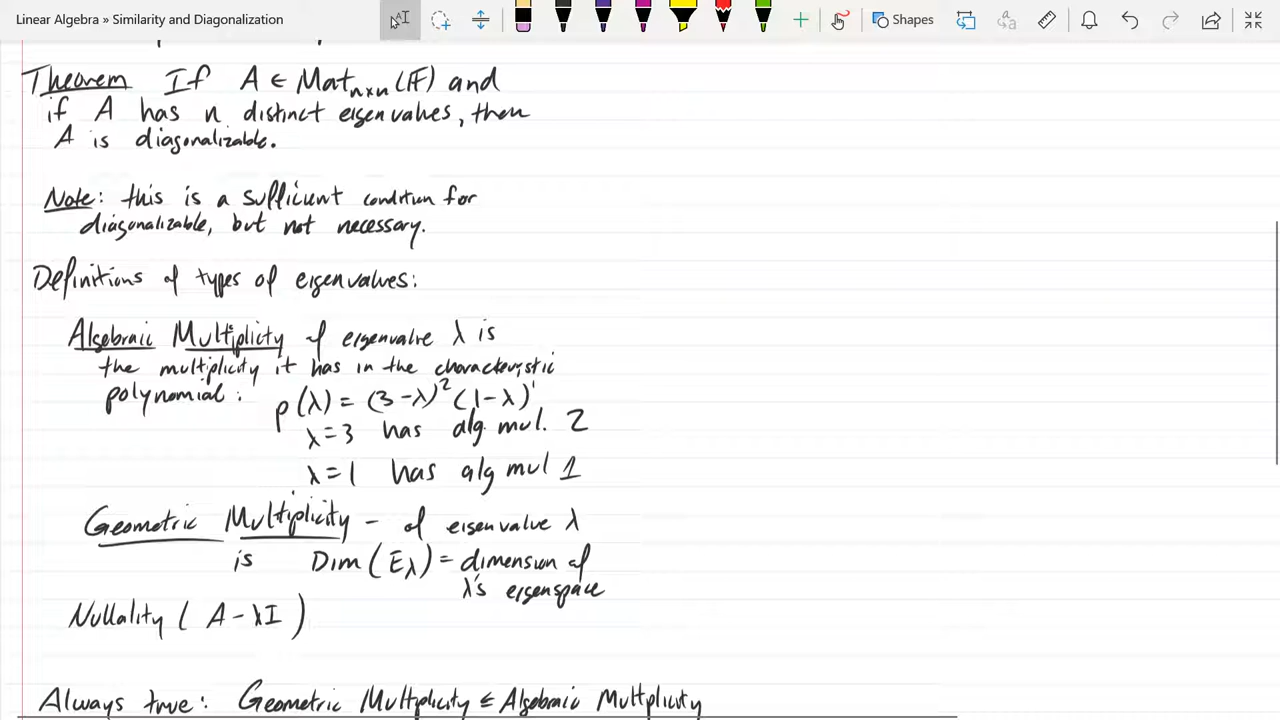 Linear Algebra » Similarity and Diagonalization
Shapes
Theorem If A ∈ Mat_{n×n}(F) and
if A has n distinct eigenvalues, then
A is diagonalizable.
Note: this is a sufficient condition for
diagonalizable, but not necessary.
Definitions of types of eigenvalues:
Algebraic Multiplicity of eigenvalue λ is
the multiplicity it has in the characteristic
polynomial: p(λ) = (3-λ)^2 (1-λ)^1
λ=3 has alg. mul. 2
λ=1 has alg mul 1
Geometric Multiplicity - of eigenvalue λ
is Dim(E_λ) = dimension of
λ's eigenspace
Nullality (A-λI)
Always true: Geometric Multiplicity ≤ Algebraic Multplicity